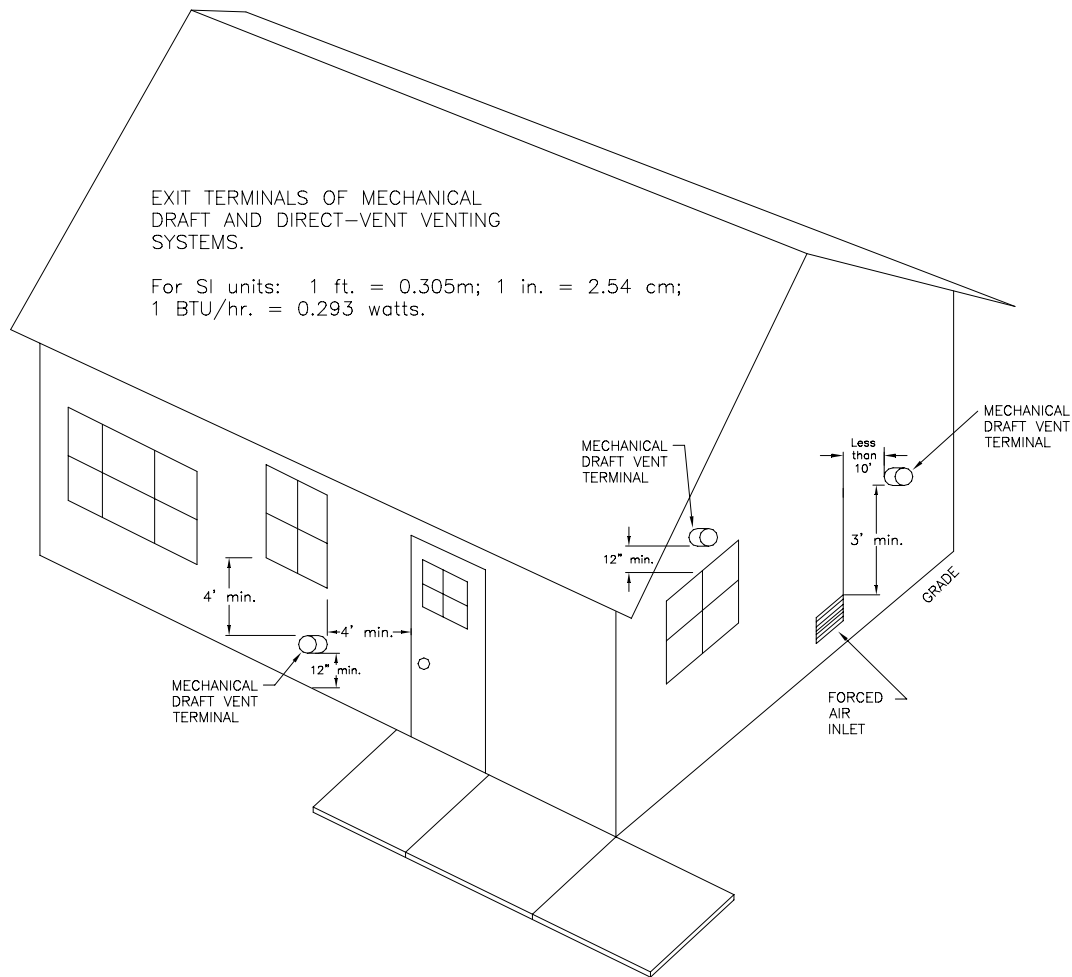 EXIT TERMINALS OF MECHANICAL
DRAFT AND DIRECT-VENT VENTING
SYSTEMS.
For SI units: 1 ft. = 0.305m; 1 in. = 2.54 cm;
1 BTU/hr. = 0.293 watts.
MECHANICAL
DRAFT VENT
TERMINAL
Less
than
10'
MECHANICAL
DRAFT VENT
TERMINAL
3' min.
12" min.
GRADE
4' min.
4' min.
12" min.
MECHANICAL
DRAFT VENT
TERMINAL
FORCED
AIR
INLET